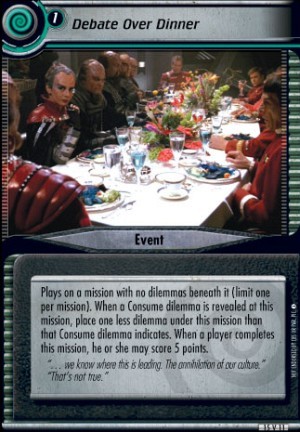 1
Debate Over Dinner
Event
Plays on a mission with no dilemmas beneath it (limit
one per mission). When a Consume dilemma is revealed at this
mission, place one less dilemma under this mission than
that Consume dilemma indicates. When a player completes
this mission, he or she may score 5 points.
"... we know where this is leading. The annihilation of our culture."
"That's not true."